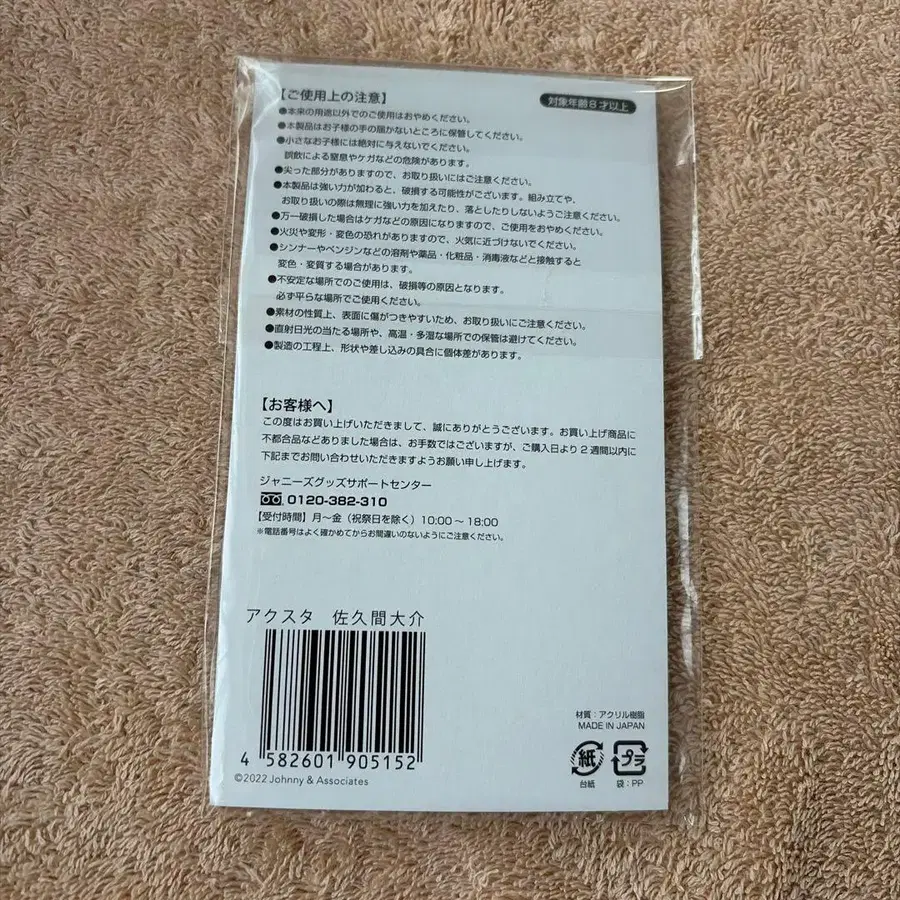 【ご使用上の注意】
対象年齢8才以上
●本来の用途以外でのご使用はおやめください。
●本製品はお子様の手の届かないところに保管してください。
●小さなお子様には絶対に与えないでください。
誤飲による窒息やケガなどの危険があります。
●尖った部分がありますので、お取り扱いにはご注意ください。
●本製品は強い力が加わると、破損する可能性がございます。組み立てや、
お取り扱いの際は無理に強い力を加えたり、落としたりしないようご注意ください。
●万一破損した場合はケガなどの原因になりますので、ご使用をおやめください。
●火災や変形・変色の恐れがありますので、火気に近づけないでください。
●シンナーやベンジンなどの溶剤や薬品・化粧品・消毒液などと接触すると
変色・変質する場合があります。
●不安定な場所でのご使用は、破損等の原因となります。
必ず平らな場所でご使用ください。
●素材の性質上、表面に傷がつきやすいため、お取り扱いにご注意ください。
●直射日光の当たる場所や、高温・多湿な場所での保管は避けてください。
●製造の工程上、形状や差し込みの具合に個体差があります。
【お客様へ】
この度はお買い上げいただきまして、誠にありがとうございます。お買い上げ商品に
不都合品などありました場合は、お手数ではございますが、ご購入日より2週間以内に
下記までお問い合わせいただきますようお願い申し上げます。
ジャニーズグッズサポートセンター
0120-382-310
【受付時間】月〜金（祝祭日を除く）10:00〜18:00
※電話番号はよく確かめてからお間違いのないようにご注意ください。
アクスタ 佐久間大介
4 582601 905152
©2022 Johnny & Associates
材質：アクリル樹脂
MADE IN JAPAN
紙
プラ
台紙
袋：PP